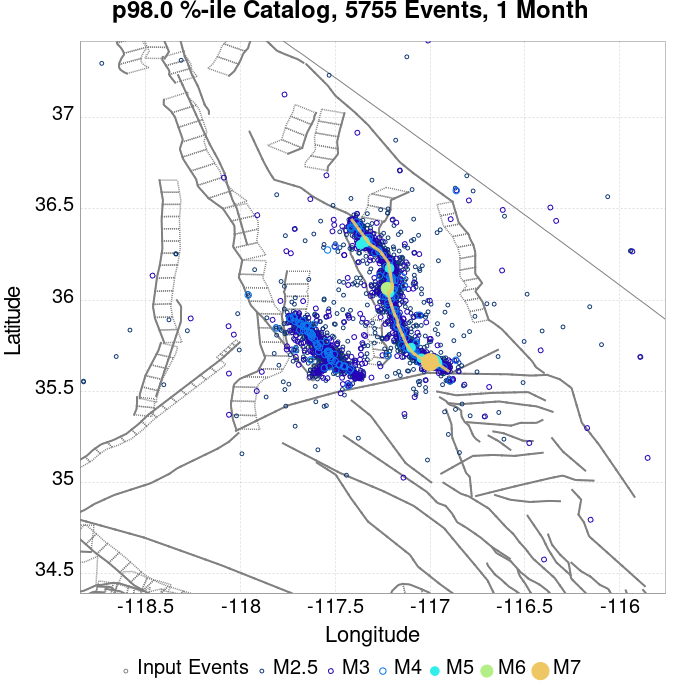 p98.0 %-ile Catalog, 5755 Events, 1 Month
37
36.5
36
35.5
35
34.5
Latitude
-118.5 -118 -117.5 -117 -116.5 -116
Longitude
Input Events M2.5 M3 M4 M5 M6 M7